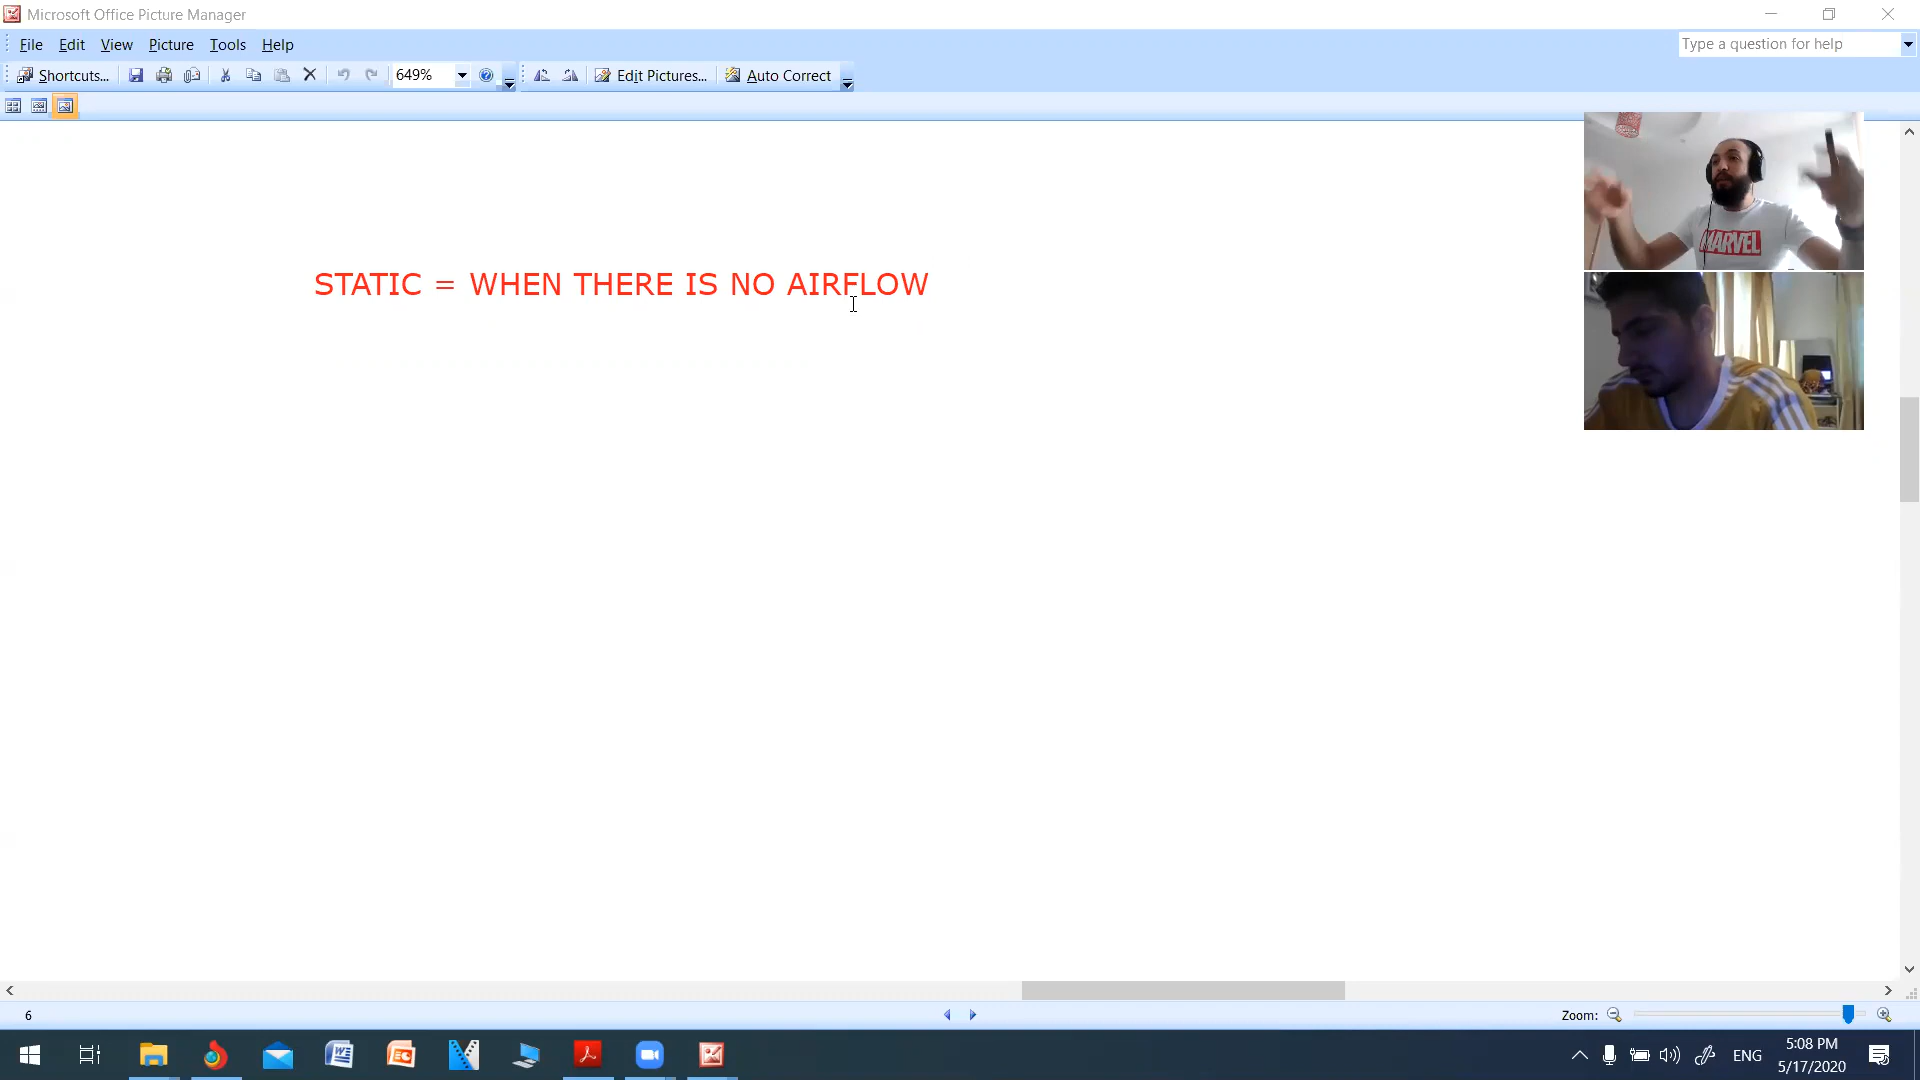 Microsoft Office Picture Manager
File Edit View Picture Tools Help
Type a question for help
Shortcuts... 649% Edit Pictures... Auto Correct
MARVEL
STATIC = WHEN THERE IS NO AIRFLOW
6
Zoom:
ENG
5:08 PM
5/17/2020